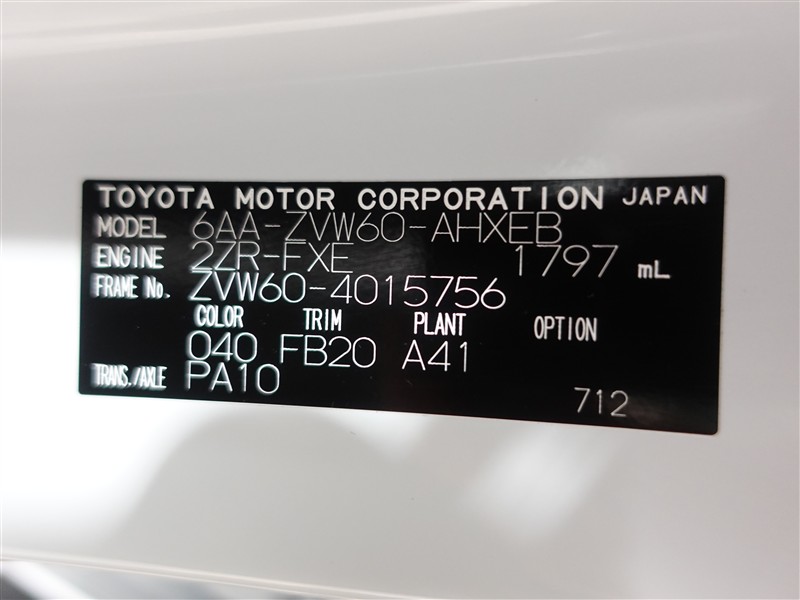 TOYOTA MOTOR CORPORATION JAPAN
MODEL 6AA-ZVW60-AHXEB
ENGINE 2ZR-FXE 1797 mL
FRAME No. ZVW60-4015756
COLOR TRIM PLANT OPTION
040 FB20 A41
TRANS./AXLE PA10
712